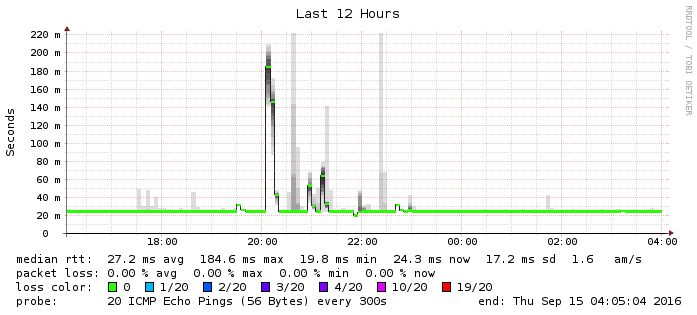 Last 12 Hours
RRDTOOL / TOBI OETIKER
Seconds
220 m
200 m
180 m
160 m
140 m
120 m
100 m
80 m
60 m
40 m
20 m
0
18:00 20:00 22:00 00:00 02:00 04:00
median rtt: 27.2 ms avg 184.6 ms max 19.8 ms min 24.3 ms now 17.2 ms sd 1.6 am/s
packet loss: 0.00 % avg 0.00 % max 0.00 % min 0.00 % now
loss color: 0 1/20 2/20 3/20 4/20 10/20 19/20
probe: 20 ICMP Echo Pings (56 Bytes) every 300s end: Thu Sep 15 04:05:04 2016